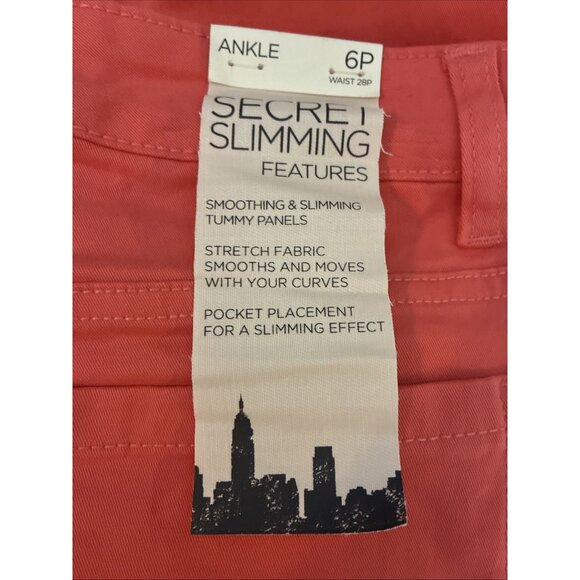 ANKLE 6P
WAIST 28P
SECRET
SLIMMING
FEATURES
SMOOTHING & SLIMMING
TUMMY PANELS
STRETCH FABRIC
SMOOTHS AND MOVES
WITH YOUR CURVES
POCKET PLACEMENT
FOR A SLIMMING EFFECT